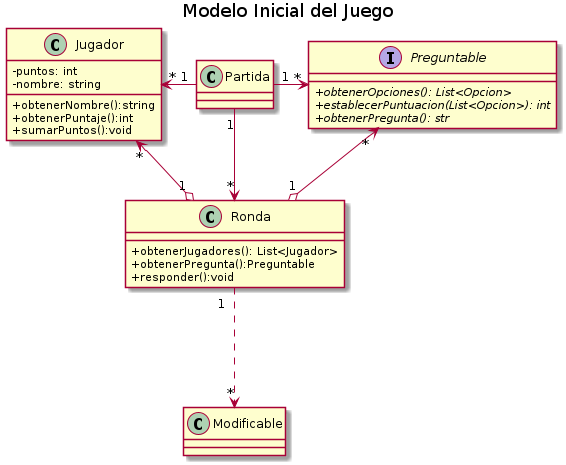 Modelo Inicial del Juego
C Jugador
-puntos: int
-nombre: string
+obtenerNombre():string
+obtenerPuntaje():int
+sumarPuntos():void
* 1
C Partida
1 *
I Preguntable
+obtenerOpciones(): List<Opcion>
+establecerPuntuacion(List<Opcion>): int
+obtenerPregunta(): str
1
*
*
*
1
1
C Ronda
+obtenerJugadores(): List<Jugador>
+obtenerPregunta():Preguntable
+responder():void
1
*
C Modificable